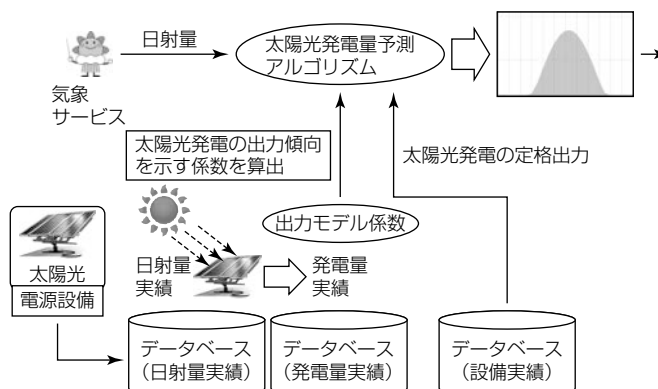 日射量
太陽光発電量予測
アルゴリズム
気象
サービス
太陽光発電の出力傾向
を示す係数を算出
太陽光発電の定格出力
出力モデル係数
太陽光
電源設備
日射量
実績
発電量
実績
データベース
（日射量実績）
データベース
（発電量実績）
データベース
（設備実績）